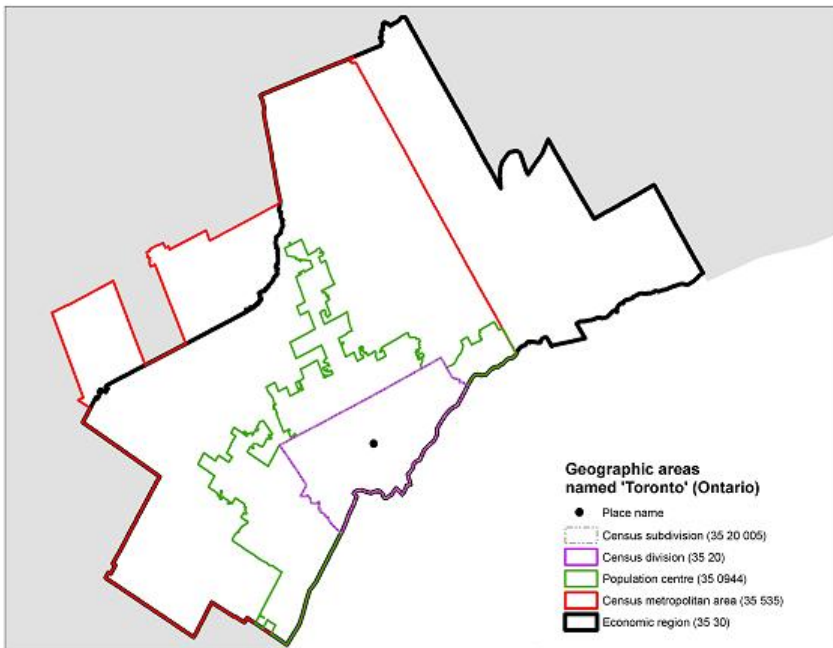 Geographic areas
named 'Toronto' (Ontario)
Place name
Census subdivision (35 20 005)
Census division (35 20)
Population centre (35 0944)
Census metropolitan area (35 535)
Economic region (35 30)